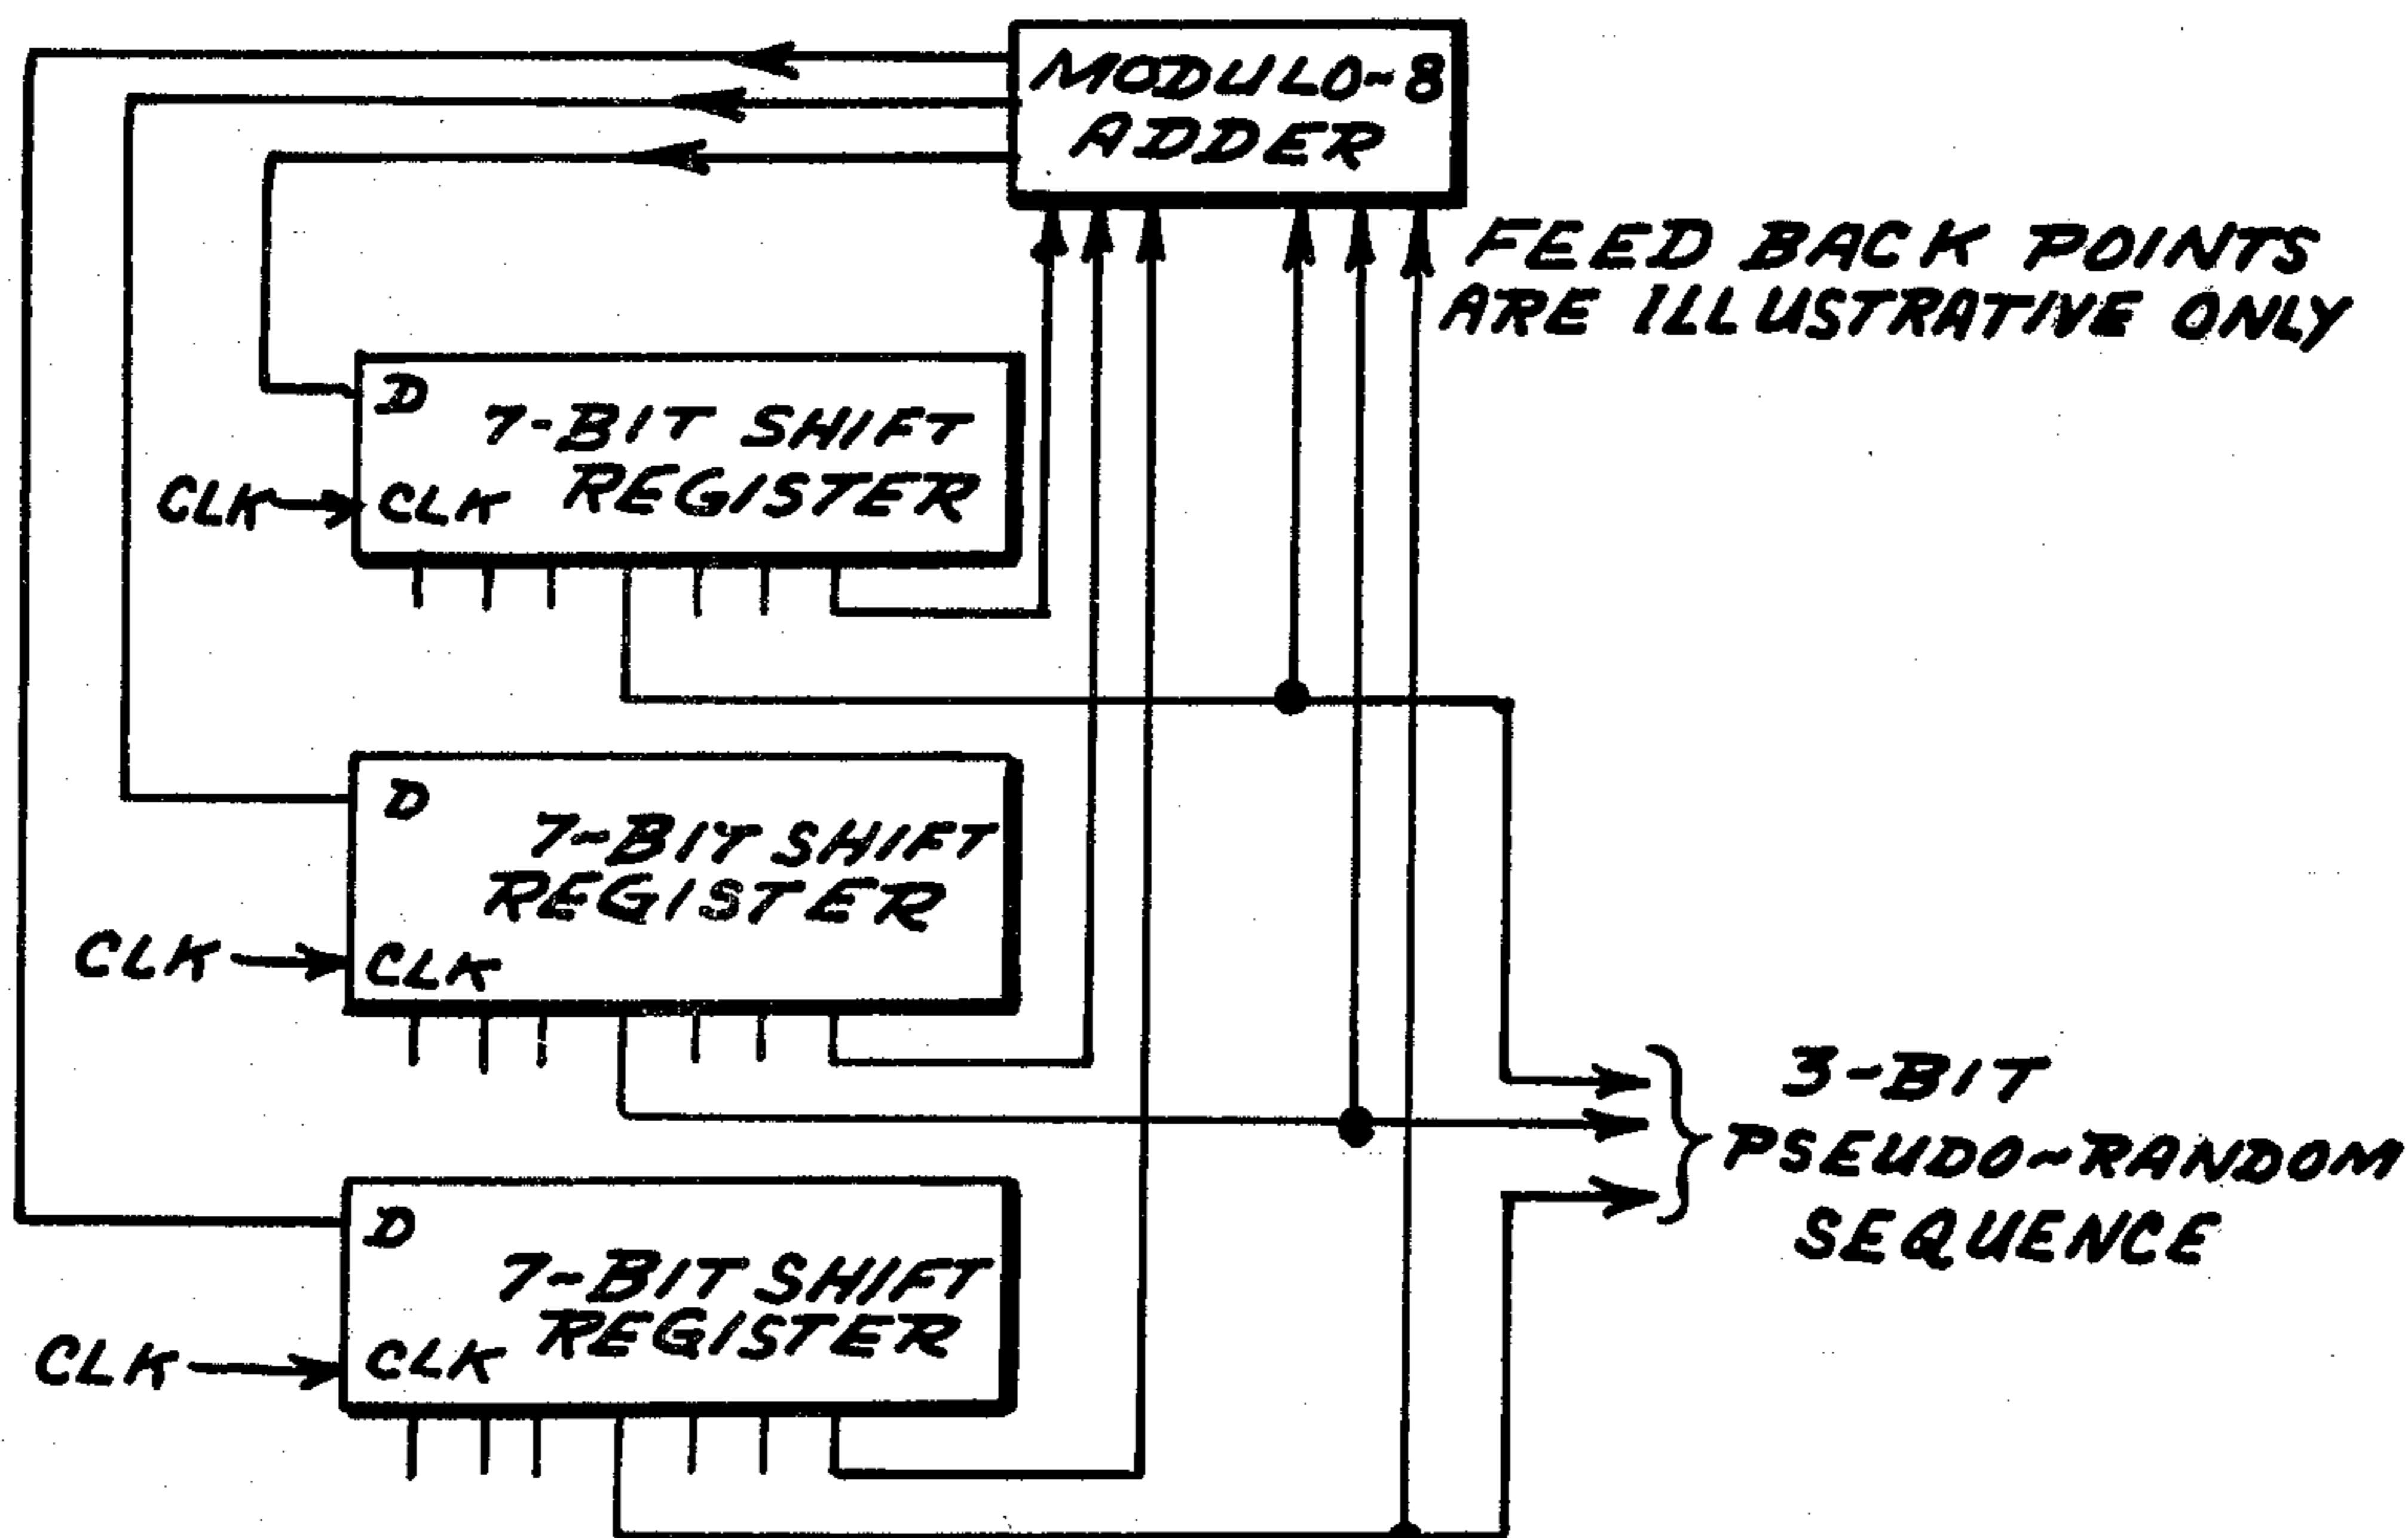 MODULO-8
ADDER
FEED BACK POINTS
ARE ILLUSTRATIVE ONLY
D
7-BIT SHIFT
REGISTER
CLK
CLK
D
7-BIT SHIFT
REGISTER
CLK
CLK
3-BIT
PSEUDO-RANDOM
SEQUENCE
D
7-BIT SHIFT
REGISTER
CLK
CLK